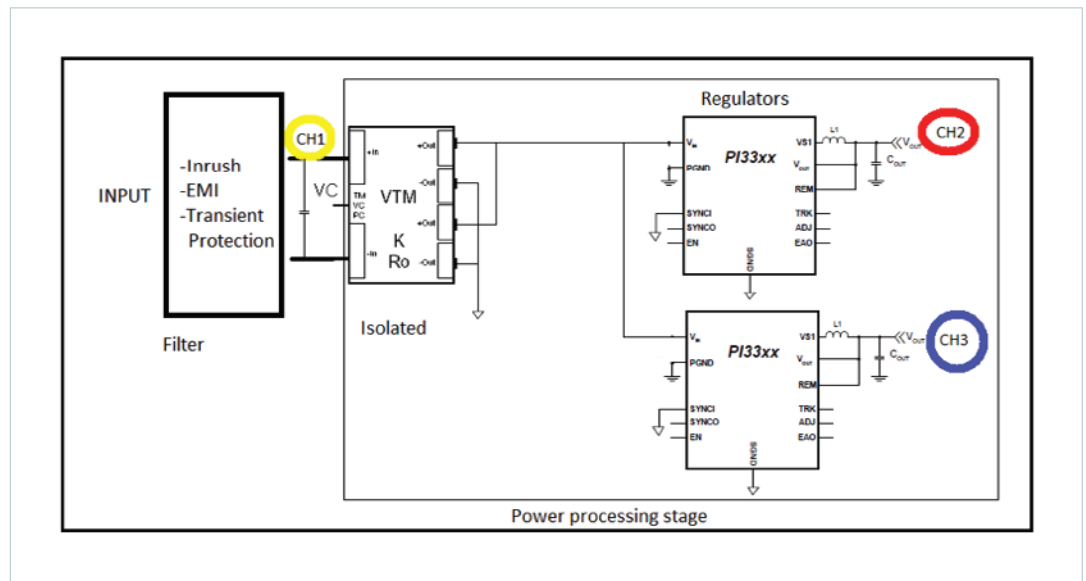 INPUT
-Inrush
-EMI
-Transient
Protection
Filter
CH1
VC
+In
TM
VC
PC
-In
VTM
K
Ro
+Out
-Out
+Out
-Out
Isolated
Regulators
PI33xx
VIN
PGND
SYNCI
SYNCO
EN
SGND
VS1
VOUT
REM
TRK
ADJ
EAO
L1
COUT
VOUT
CH2
PI33xx
VIN
PGND
SYNCI
SYNCO
EN
SGND
VS1
VOUT
REM
TRK
ADJ
EAO
L1
COUT
VOUT
CH3
Power processing stage